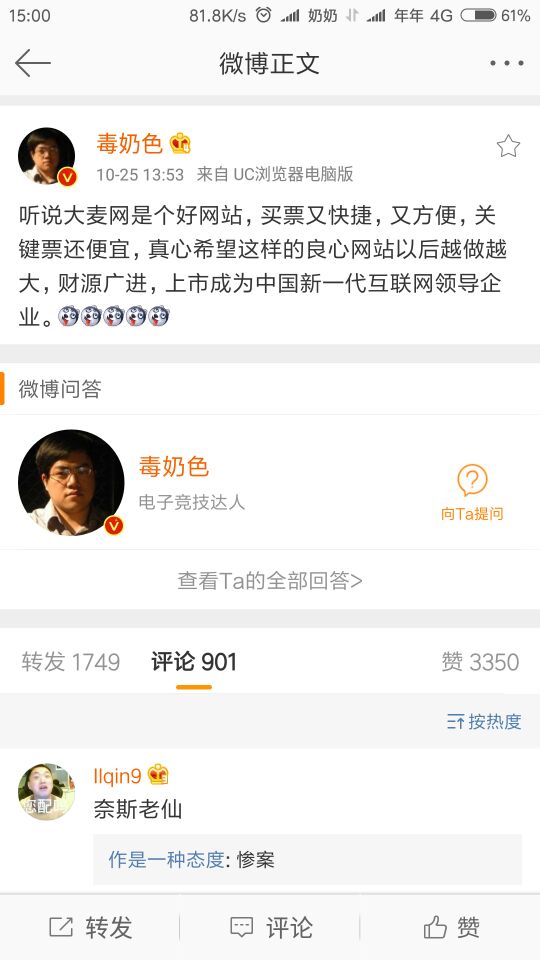 15:00 81.8K/s 奶奶 年年 4G 61%
微博正文
毒奶色
10-25 13:53 来自 UC浏览器电脑版
听说大麦网是个好网站，买票又快捷，又方便，关
键票还便宜，真心希望这样的良心网站以后越做越
大，财源广进，上市成为中国新一代互联网领导企
业。
微博问答
毒奶色
电子竞技达人
向Ta提问
查看Ta的全部回答>
转发 1749 评论 901 赞 3350
按热度
llqin9
奈斯老仙
作是一种态度: 惨案
转发 评论 赞